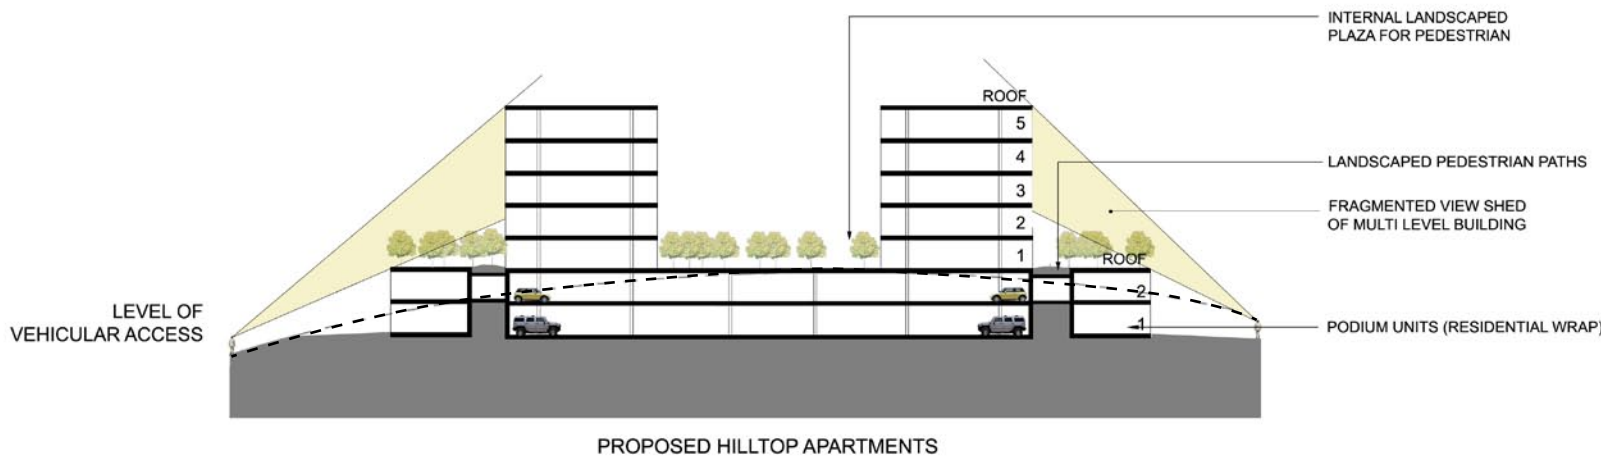 INTERNAL LANDSCAPED
PLAZA FOR PEDESTRIAN
ROOF
5
4
3
2
1
LANDSCAPED PEDESTRIAN PATHS
FRAGMENTED VIEW SHED
OF MULTI LEVEL BUILDING
ROOF
2
1
PODIUM UNITS (RESIDENTIAL WRAP)
LEVEL OF
VEHICULAR ACCESS
PROPOSED HILLTOP APARTMENTS